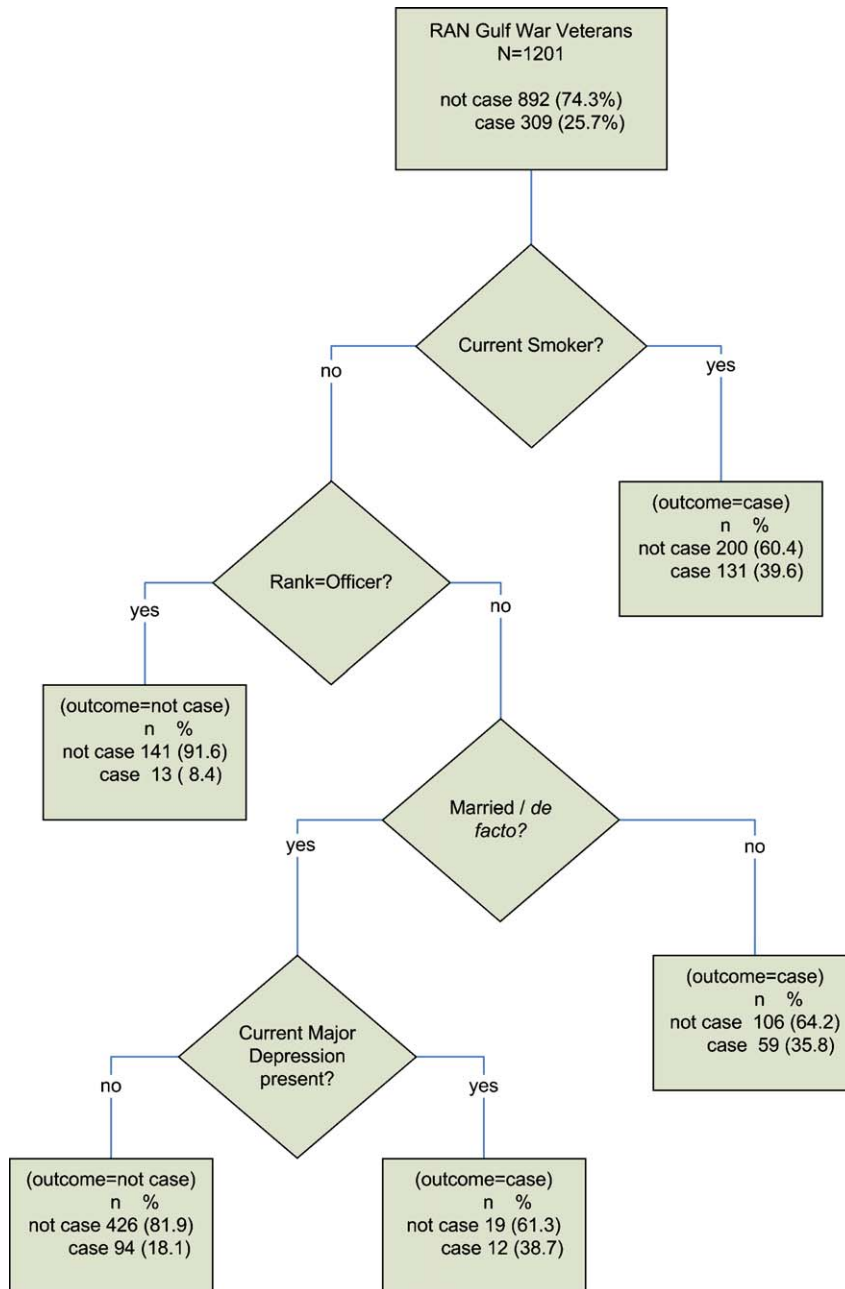 RAN Gulf War Veterans
N=1201
not case 892 (74.3%)
case 309 (25.7%)
Current Smoker?
no
yes
(outcome=case)
n %
not case 200 (60.4)
case 131 (39.6)
Rank=Officer?
yes
no
(outcome=not case)
n %
not case 141 (91.6)
case 13 ( 8.4)
Married / de
facto?
yes
no
(outcome=case)
n %
not case 106 (64.2)
case 59 (35.8)
Current Major
Depression
present?
no
yes
(outcome=not case)
n %
not case 426 (81.9)
case 94 (18.1)
(outcome=case)
n %
not case 19 (61.3)
case 12 (38.7)